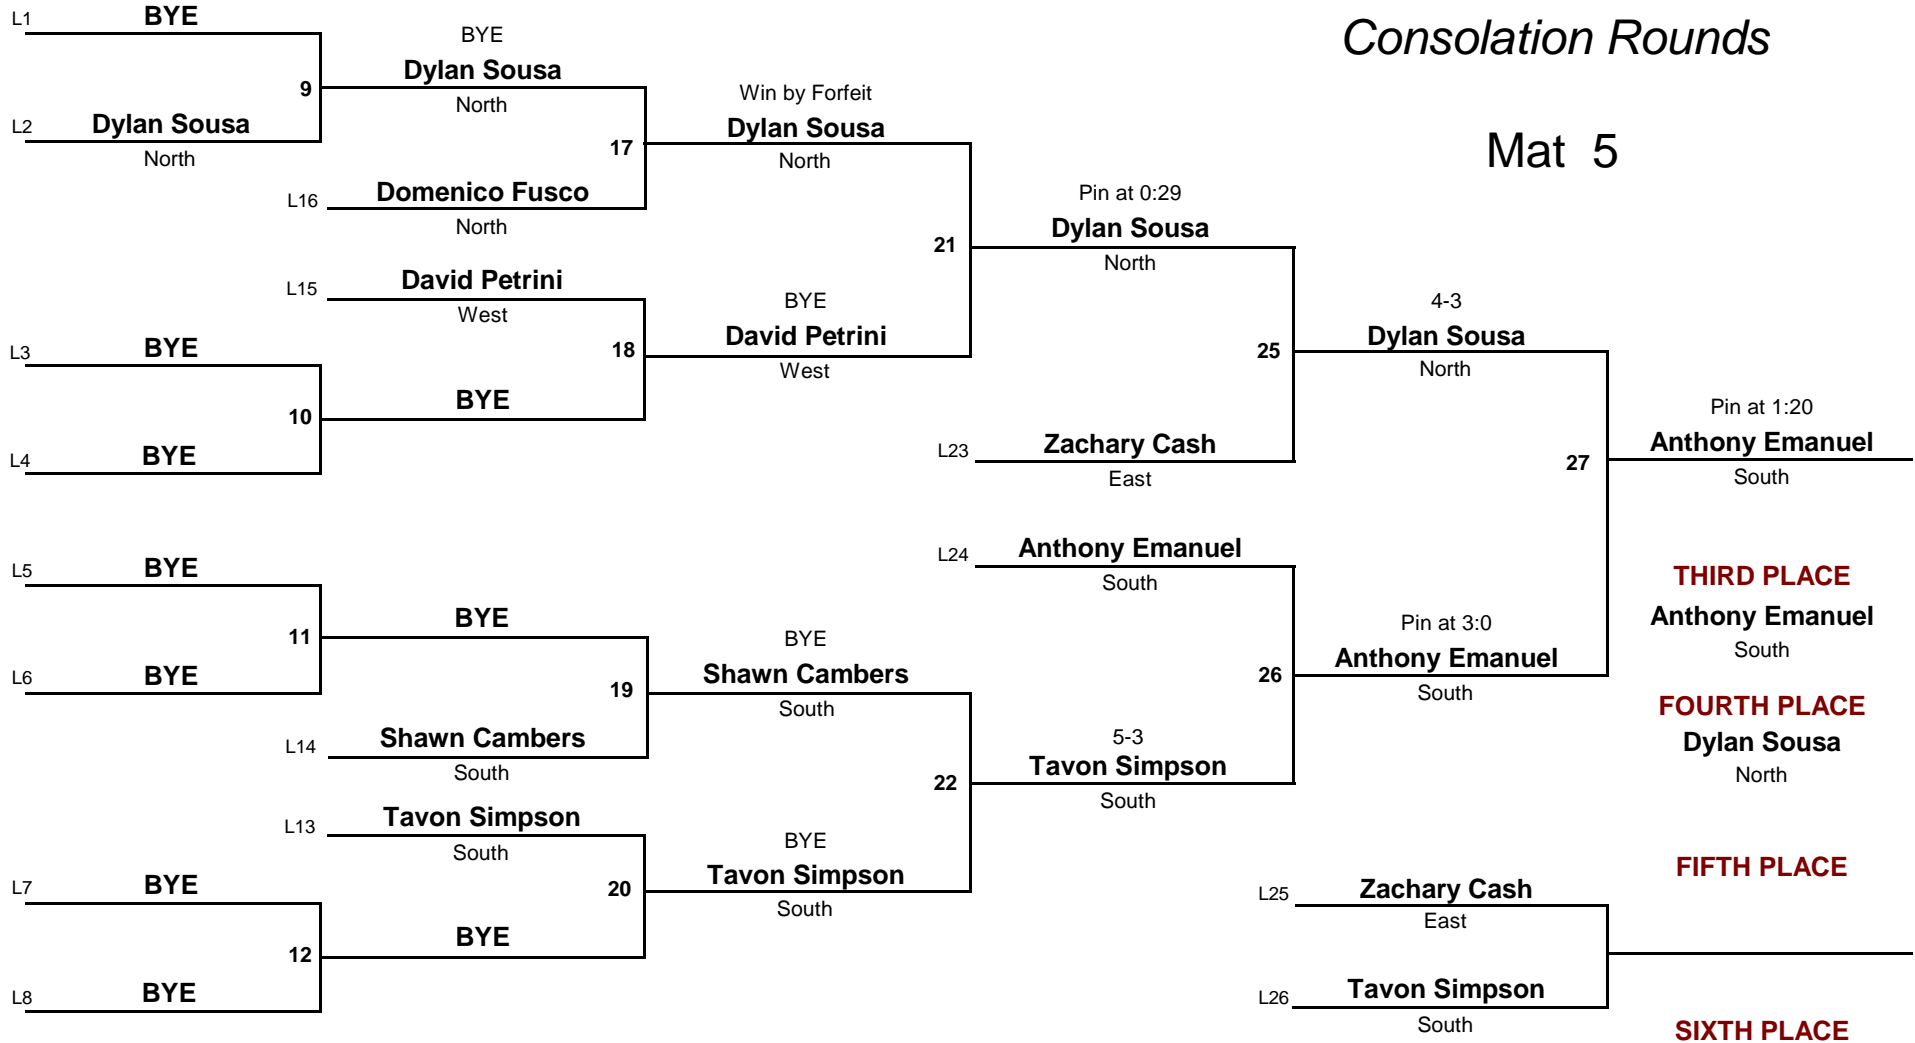 Consolation Rounds
Mat 5
L1
BYE
L2
Dylan Sousa
North
9
BYE
Dylan Sousa
North
L16
Domenico Fusco
North
17
Win by Forfeit
Dylan Sousa
North
L15
David Petrini
West
L3
BYE
L4
BYE
10
BYE
18
BYE
David Petrini
West
21
Pin at 0:29
Dylan Sousa
North
L23
Zachary Cash
East
25
4-3
Dylan Sousa
North
L5
BYE
L6
BYE
11
BYE
L14
Shawn Cambers
South
19
BYE
Shawn Cambers
South
L13
Tavon Simpson
South
L7
BYE
L8
BYE
12
BYE
20
BYE
Tavon Simpson
South
22
5-3
Tavon Simpson
South
L24
Anthony Emanuel
South
26
Pin at 3:0
Anthony Emanuel
South
27
Pin at 1:20
Anthony Emanuel
South
THIRD PLACE
Anthony Emanuel
South
FOURTH PLACE
Dylan Sousa
North
L25
Zachary Cash
East
L26
Tavon Simpson
South
FIFTH PLACE
SIXTH PLACE